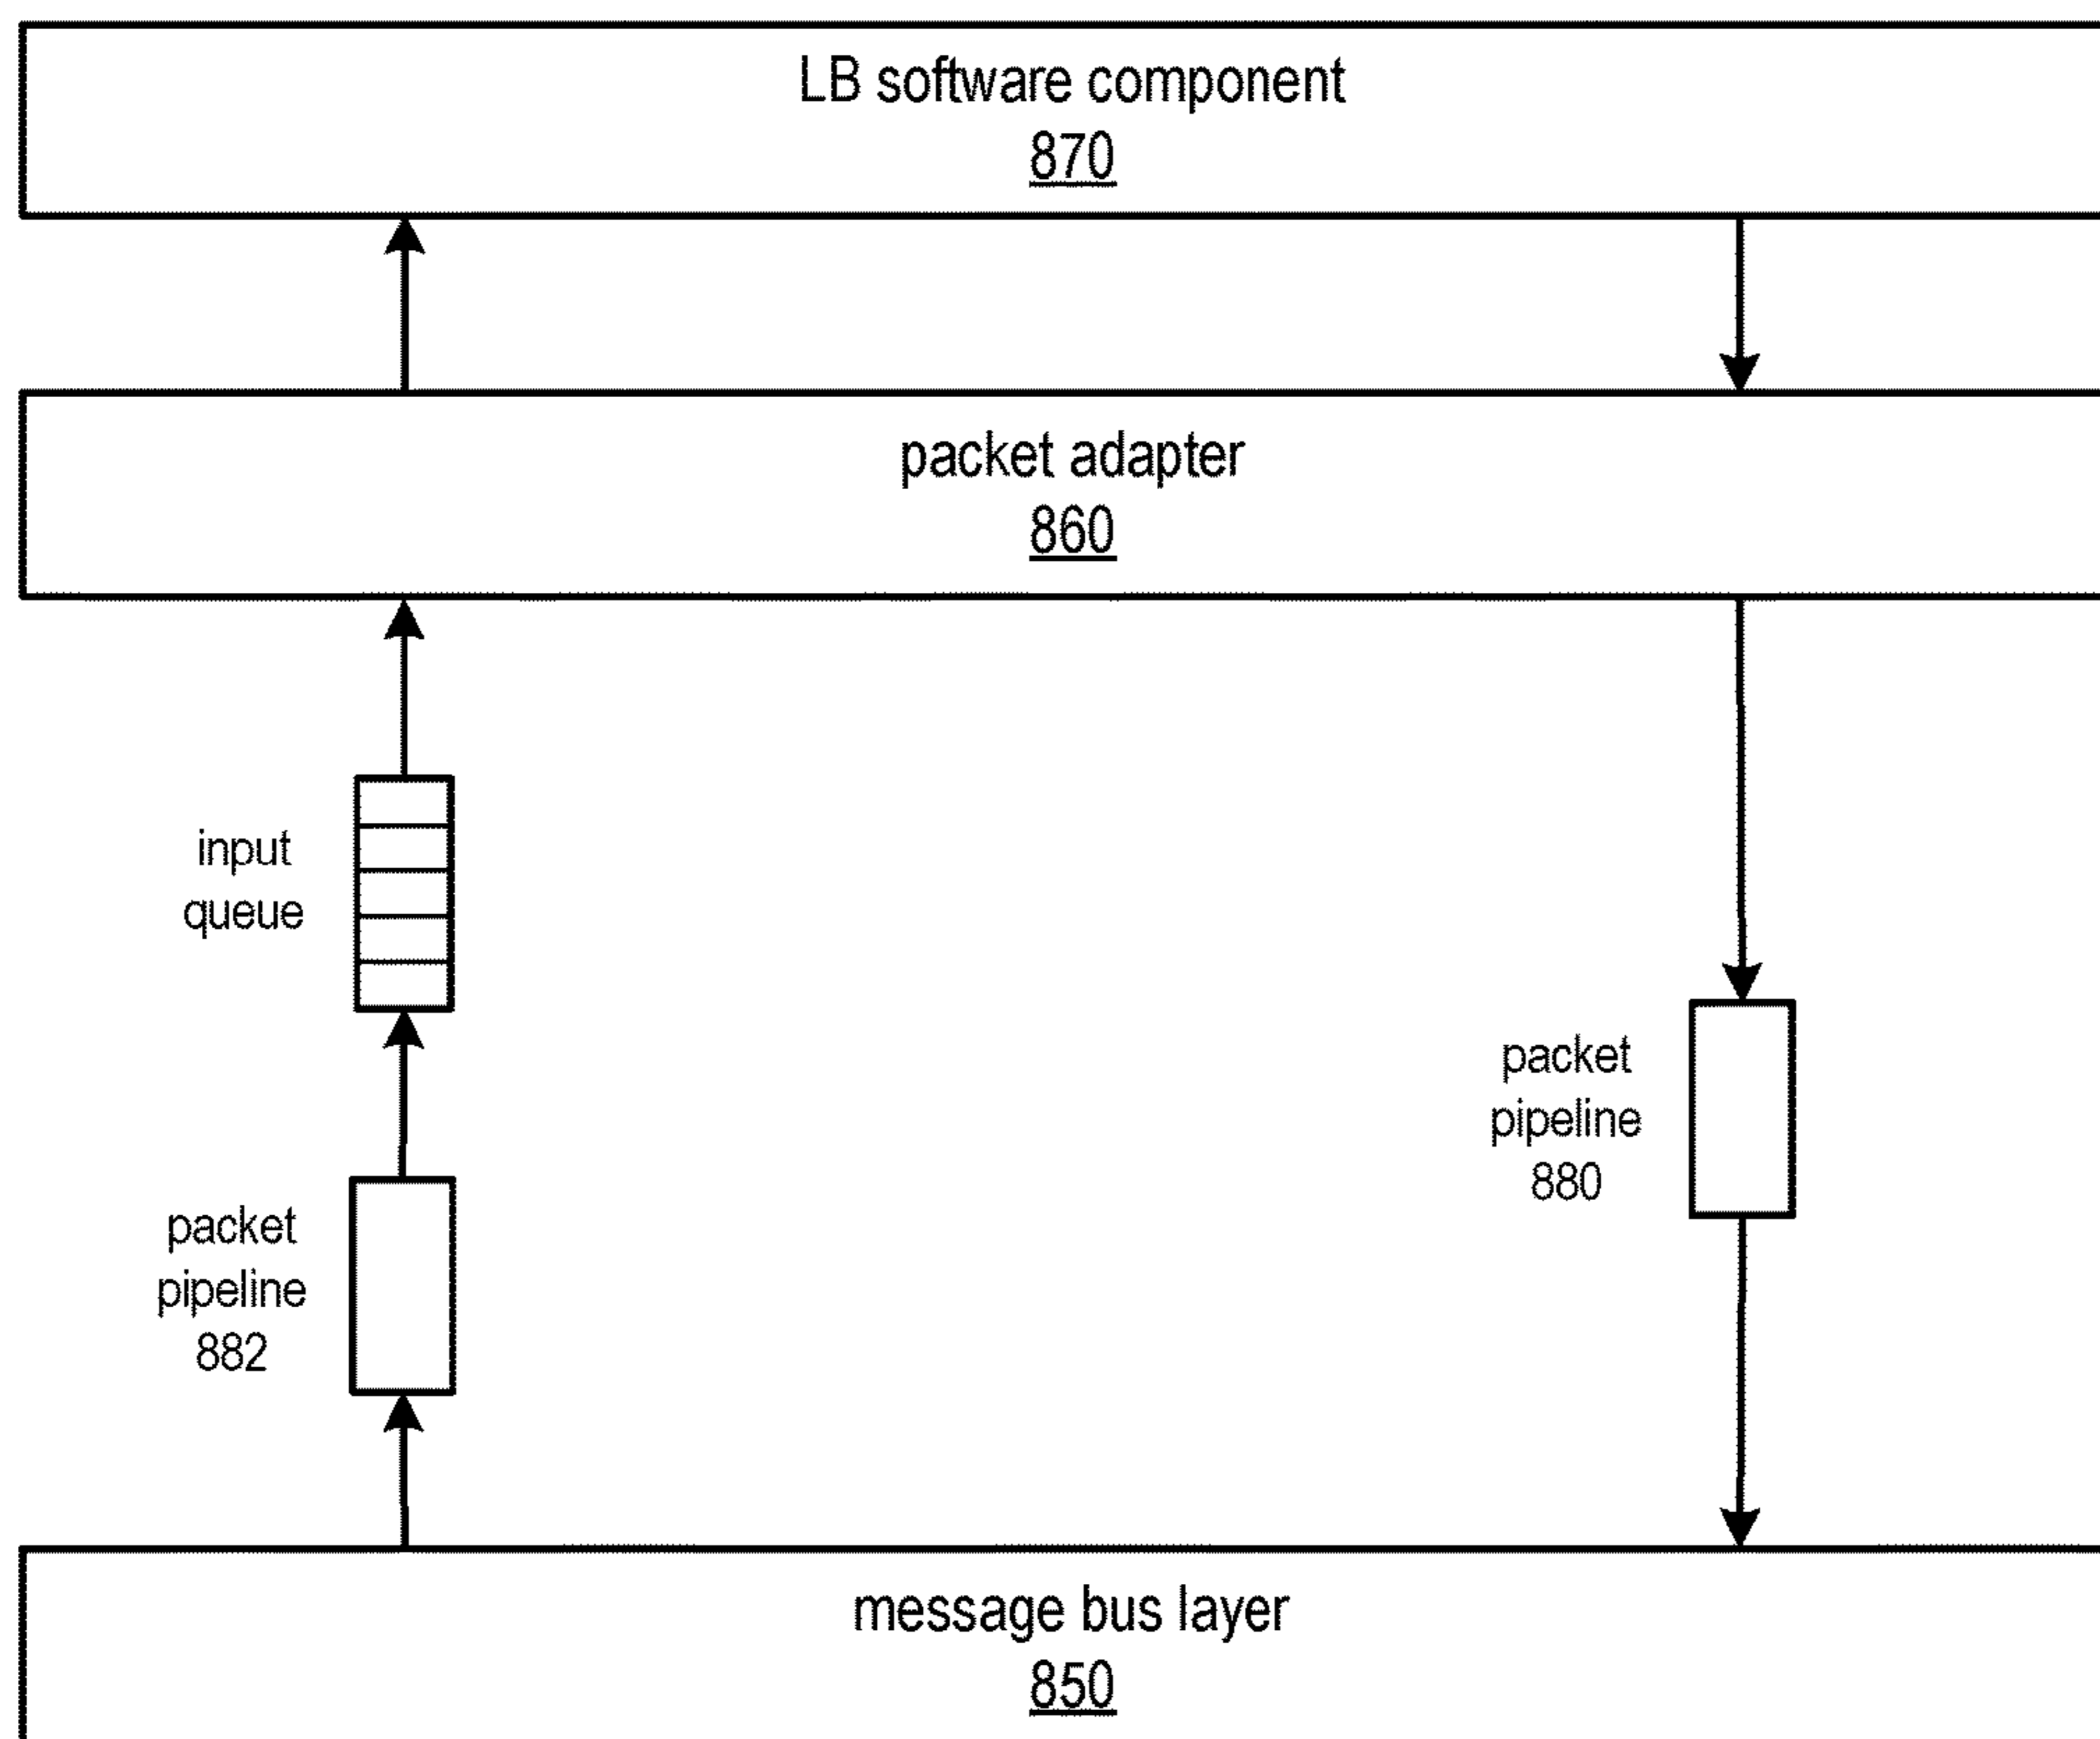 LB software component
870
packet adapter
860
input
queue
packet
pipeline
880
packet
pipeline
882
message bus layer
850